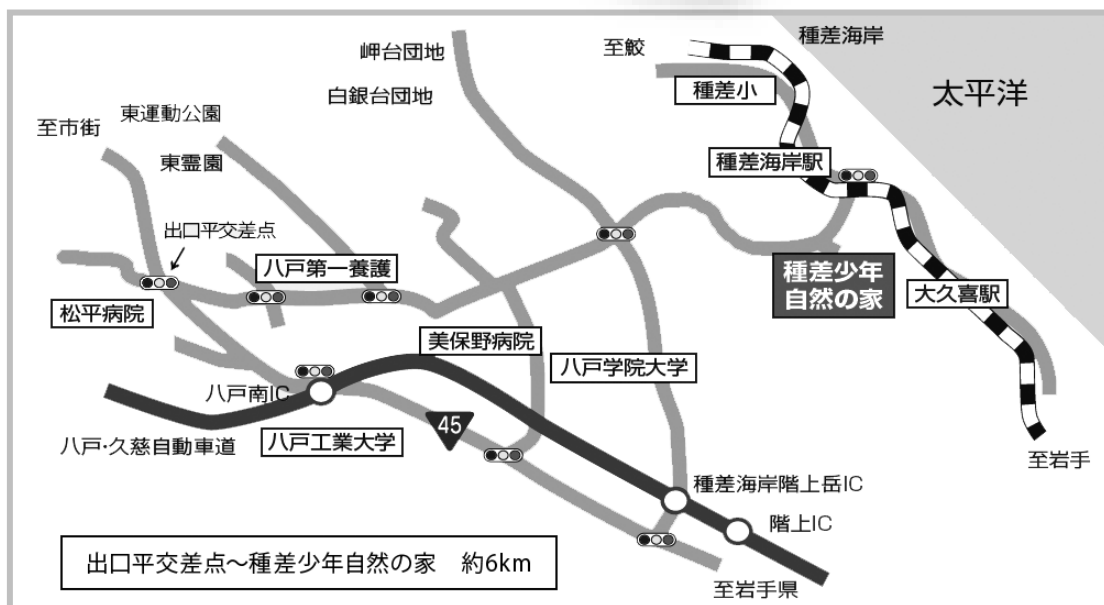 種差海岸
至鮫
岬台団地
太平洋
種差小
白銀台団地
東運動公園
至市街
東霊園
種差海岸駅
出口平交差点
八戸第一養護
種差少年
自然の家
大久喜駅
松平病院
美保野病院
八戸学院大学
八戸南IC
45
八戸・久慈自動車道
八戸工業大学
至岩手
種差海岸階上岳IC
階上IC
出口平交差点～種差少年自然の家 約6km
至岩手県